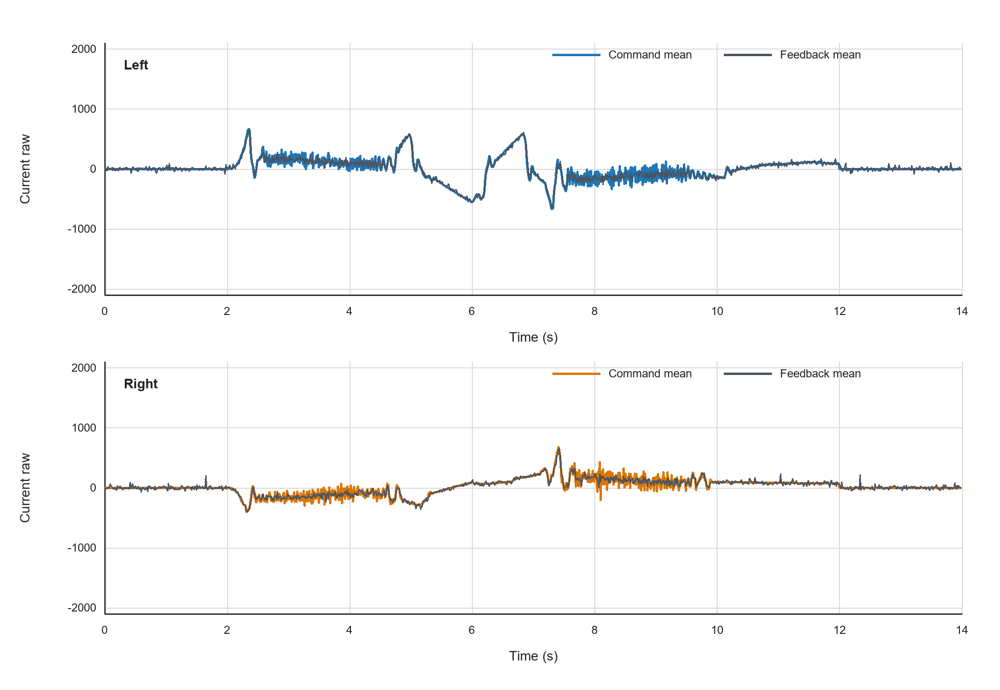 2000
Command mean
Feedback mean
Left
1000
Current raw
0
-1000
-2000
0 2 4 6 8 10 12 14
Time (s)
2000
Command mean
Feedback mean
Right
1000
Current raw
0
-1000
-2000
0 2 4 6 8 10 12 14
Time (s)